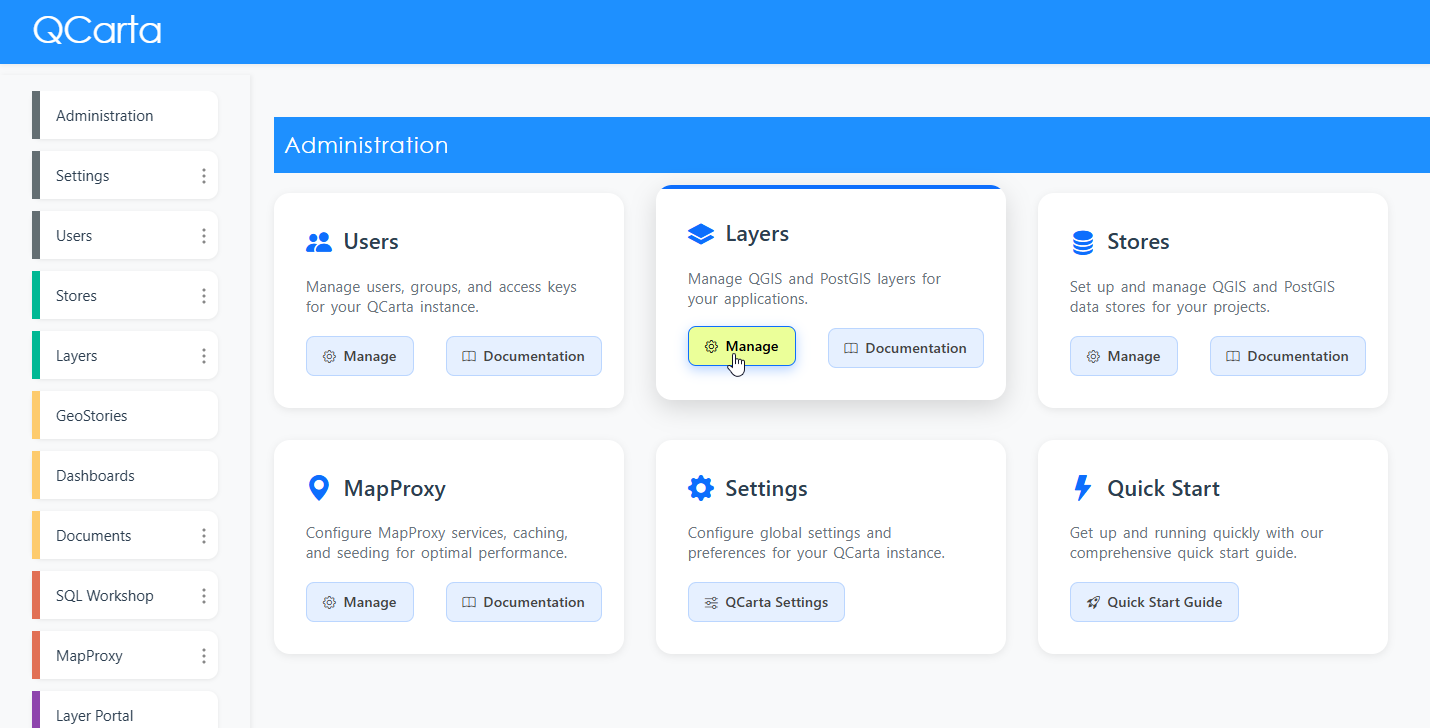 QCarta
Administration
Settings
Users
Stores
Layers
GeoStories
Dashboards
Documents
SQL Workshop
MapProxy
Layer Portal
Administration
Users
Manage users, groups, and access keys
for your QCarta instance.
Manage
Documentation
Layers
Manage QGIS and PostGIS layers for
your applications.
Manage
Documentation
Stores
Set up and manage QGIS and PostGIS
data stores for your projects.
Manage
Documentation
MapProxy
Configure MapProxy services, caching,
and seeding for optimal performance.
Manage
Documentation
Settings
Configure global settings and
preferences for your QCarta instance.
QCarta Settings
Quick Start
Get up and running quickly with our
comprehensive quick start guide.
Quick Start Guide